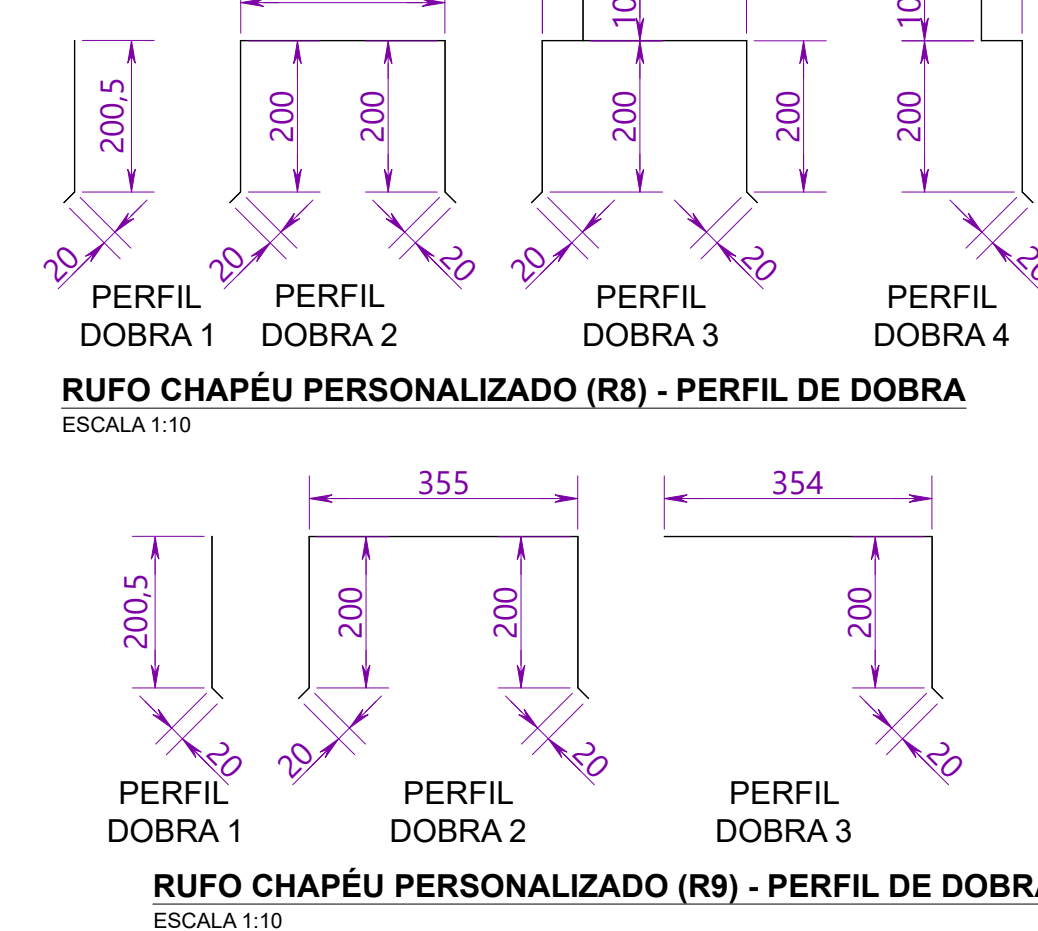 10
10
200,5
200
200
200
200
200
20
20
20
20
20
20
PERFIL
DOBRA 1
PERFIL
DOBRA 2
PERFIL
DOBRA 3
PERFIL
DOBRA 4
RUFO CHAPÉU PERSONALIZADO (R8) - PERFIL DE DOBRA
ESCALA 1:10
355
354
200,5
200
200
200
20
20
20
20
PERFIL
DOBRA 1
PERFIL
DOBRA 2
PERFIL
DOBRA 3
RUFO CHAPÉU PERSONALIZADO (R9) - PERFIL DE DOBRA
ESCALA 1:10